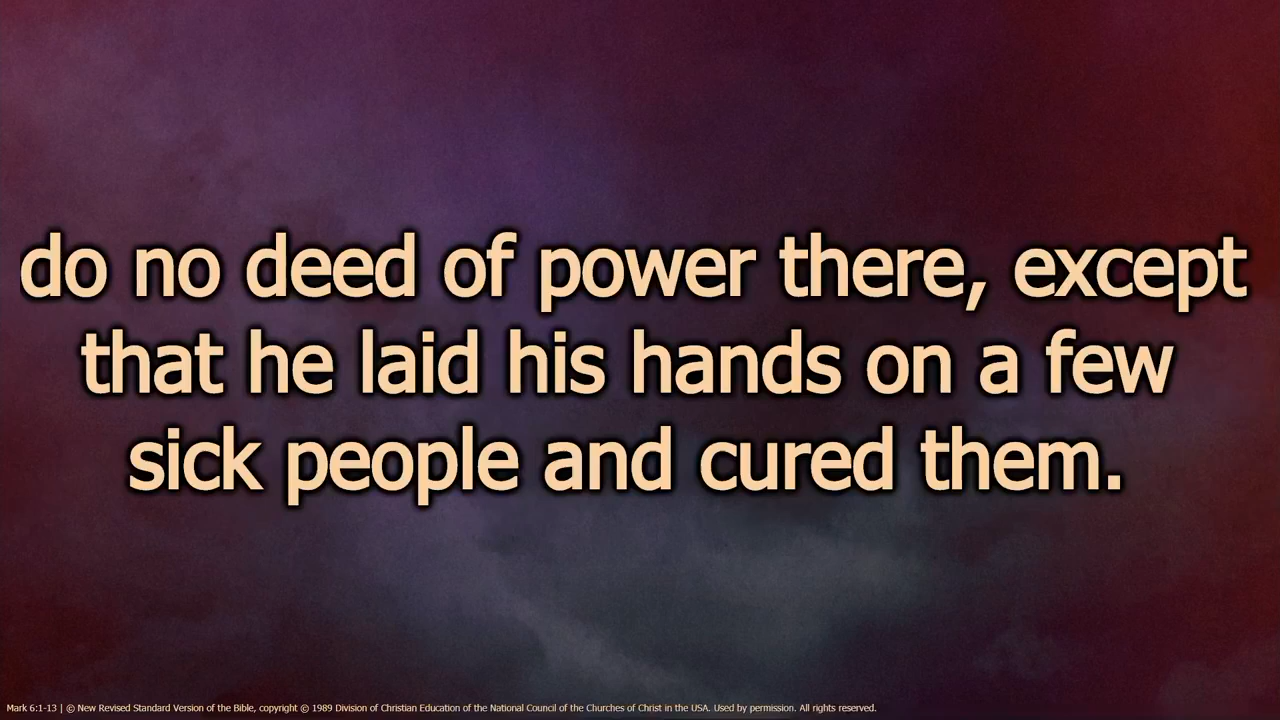 do no deed of power there, except
that he laid his hands on a few
sick people and cured them.
Mark 6:1-13 | © New Revised Standard Version of the Bible, copyright © 1989 Division of Christian Education of the National Council of the Churches of Christ in the USA. Used by permission. All rights reserved.